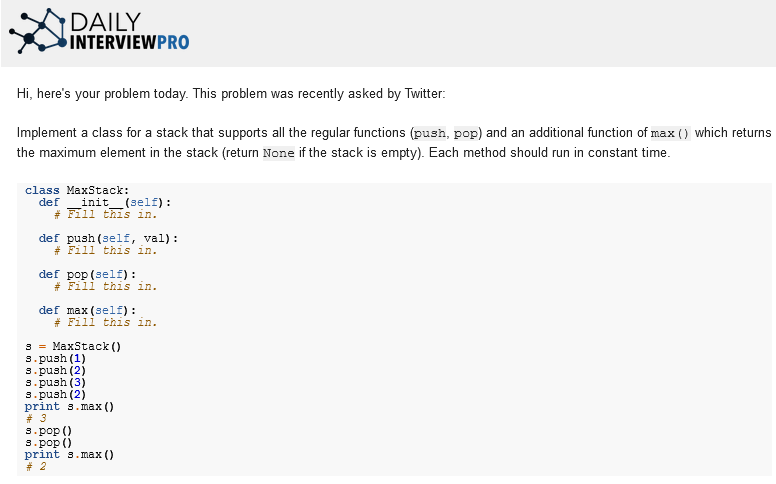 DAILY
INTERVIEWPRO
Hi, here's your problem today. This problem was recently asked by Twitter:
Implement a class for a stack that supports all the regular functions (push, pop) and an additional function of max() which returns
the maximum element in the stack (return None if the stack is empty). Each method should run in constant time.
class MaxStack:
  def __init__(self):
    # Fill this in.
  def push(self, val):
    # Fill this in.
  def pop(self):
    # Fill this in.
  def max(self):
    # Fill this in.
s = MaxStack()
s.push(1)
s.push(2)
s.push(3)
s.push(2)
print s.max()
# 3
s.pop()
s.pop()
print s.max()
# 2